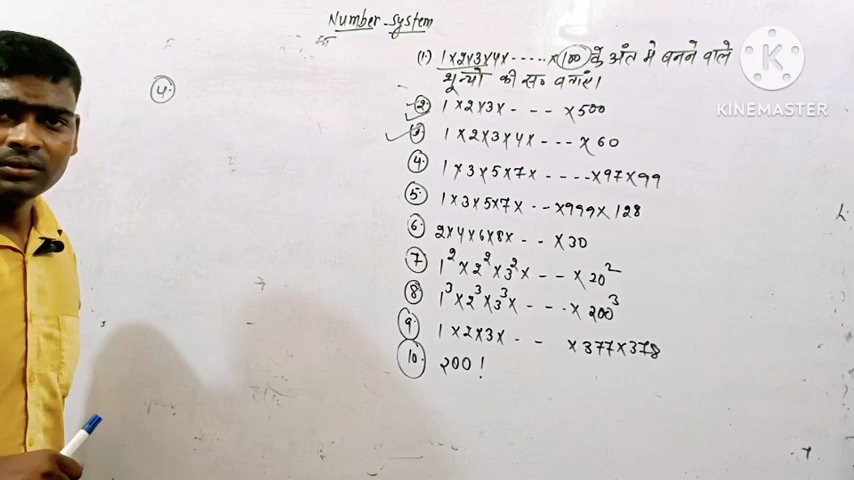 Number-system
(1.) 1×2×3×4×.....×100 के अंत मे बनने वाले
शून्यो की सं० बताएं।
(2.) 1×2×3×- - - ×500
(3.) 1×2×3×4×- - - ×60
(4.) 1×3×5×7×- - - - -×97×99
(5.) 1×3×5×7×- - -×999×128
(6.) 2×4×6×8×- - ×30
(7.) 1²×2²×3²×- - - ×20²
(8.) 1³×2³×3³×- - - -×200³
(9.) 1×2×3×- - - ×377×378
(10.) 200!
(4.)
KINEMASTER